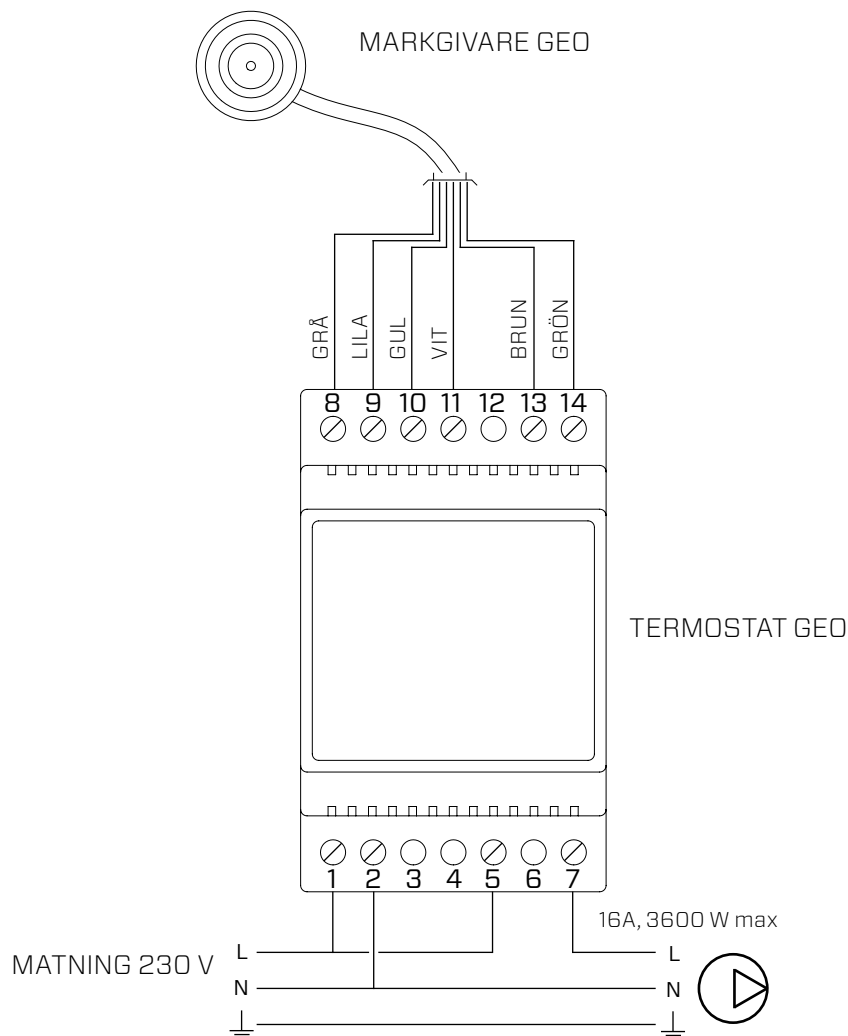 MARKGIVARE GEO
GRÅ
LILA
GUL
VIT
BRUN
GRÖN
8 9 10 11 12 13 14
TERMOSTAT GEO
1 2 3 4 5 6 7
16A, 3600 W max
MATNING 230 V
L
L
N
N